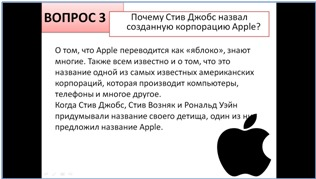 ВОПРОС 3
Почему Стив Джобс назвал
созданную корпорацию Apple?
О том, что Apple переводится как «яблоко», знают
многие. Также всем известно и о том, что это
название одной из самых известных американских
корпораций, которая производит компьютеры,
телефоны и многое другое.
Когда Стив Джобс, Стив Возняк и Рональд Уэйн
придумывали название своего детища, один из ни
предложил название Apple.